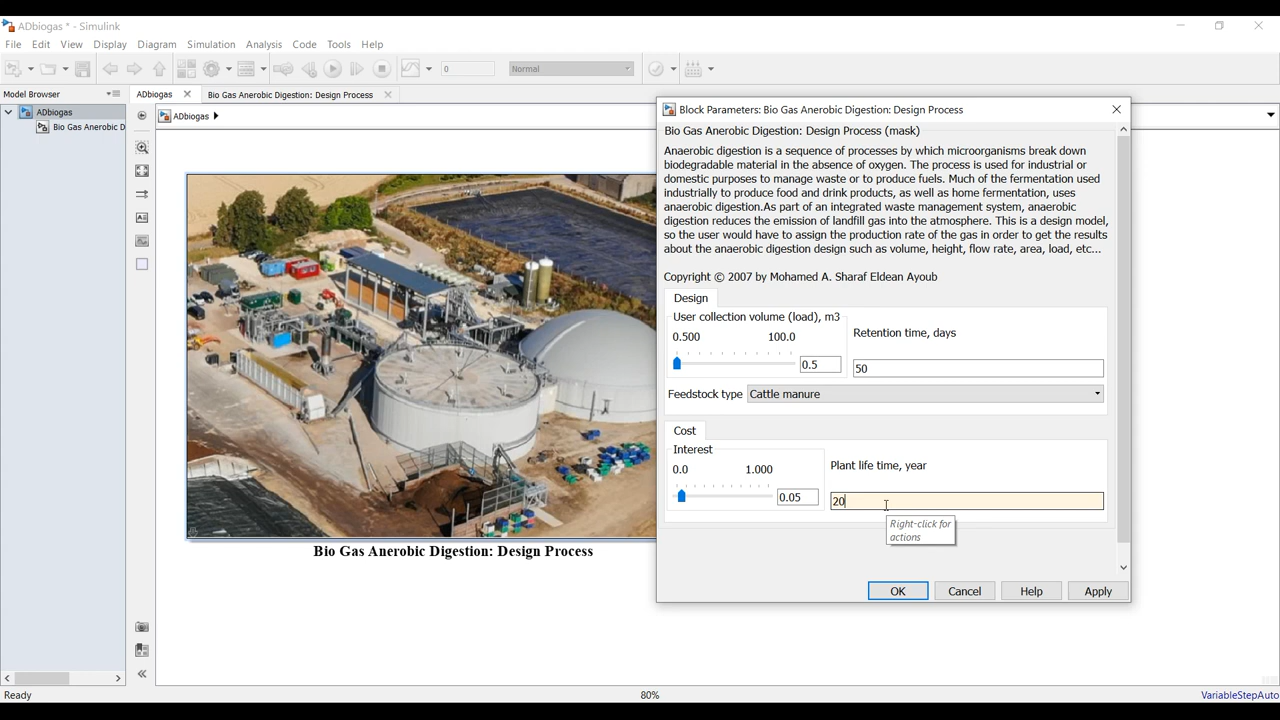 ADbiogas * - Simulink
File Edit View Display Diagram Simulation Analysis Code Tools Help
0 Normal
Model Browser
ADbiogas
Bio Gas Anerobic Digestion: Design Process
ADbiogas
Bio Gas Anerobic D
ADbiogas
Bio Gas Anerobic Digestion: Design Process
Block Parameters: Bio Gas Anerobic Digestion: Design Process
Bio Gas Anerobic Digestion: Design Process (mask)
Anaerobic digestion is a sequence of processes by which microorganisms break down
biodegradable material in the absence of oxygen. The process is used for industrial or
domestic purposes to manage waste or to produce fuels. Much of the fermentation used
industrially to produce food and drink products, as well as home fermentation, uses
anaerobic digestion.As part of an integrated waste management system, anaerobic
digestion reduces the emission of landfill gas into the atmosphere. This is a design model,
so the user would have to assign the production rate of the gas in order to get the results
about the anaerobic digestion design such as volume, height, flow rate, area, load, etc...
Copyright © 2007 by Mohamed A. Sharaf Eldean Ayoub
Design
User collection volume (load), m3
0.500 100.0
0.5
Retention time, days
50
Feedstock type Cattle manure
Cost
Interest
0.0 1.000
0.05
Plant life time, year
20
Right-click for
actions
OK Cancel Help Apply
Ready
80%
VariableStepAuto